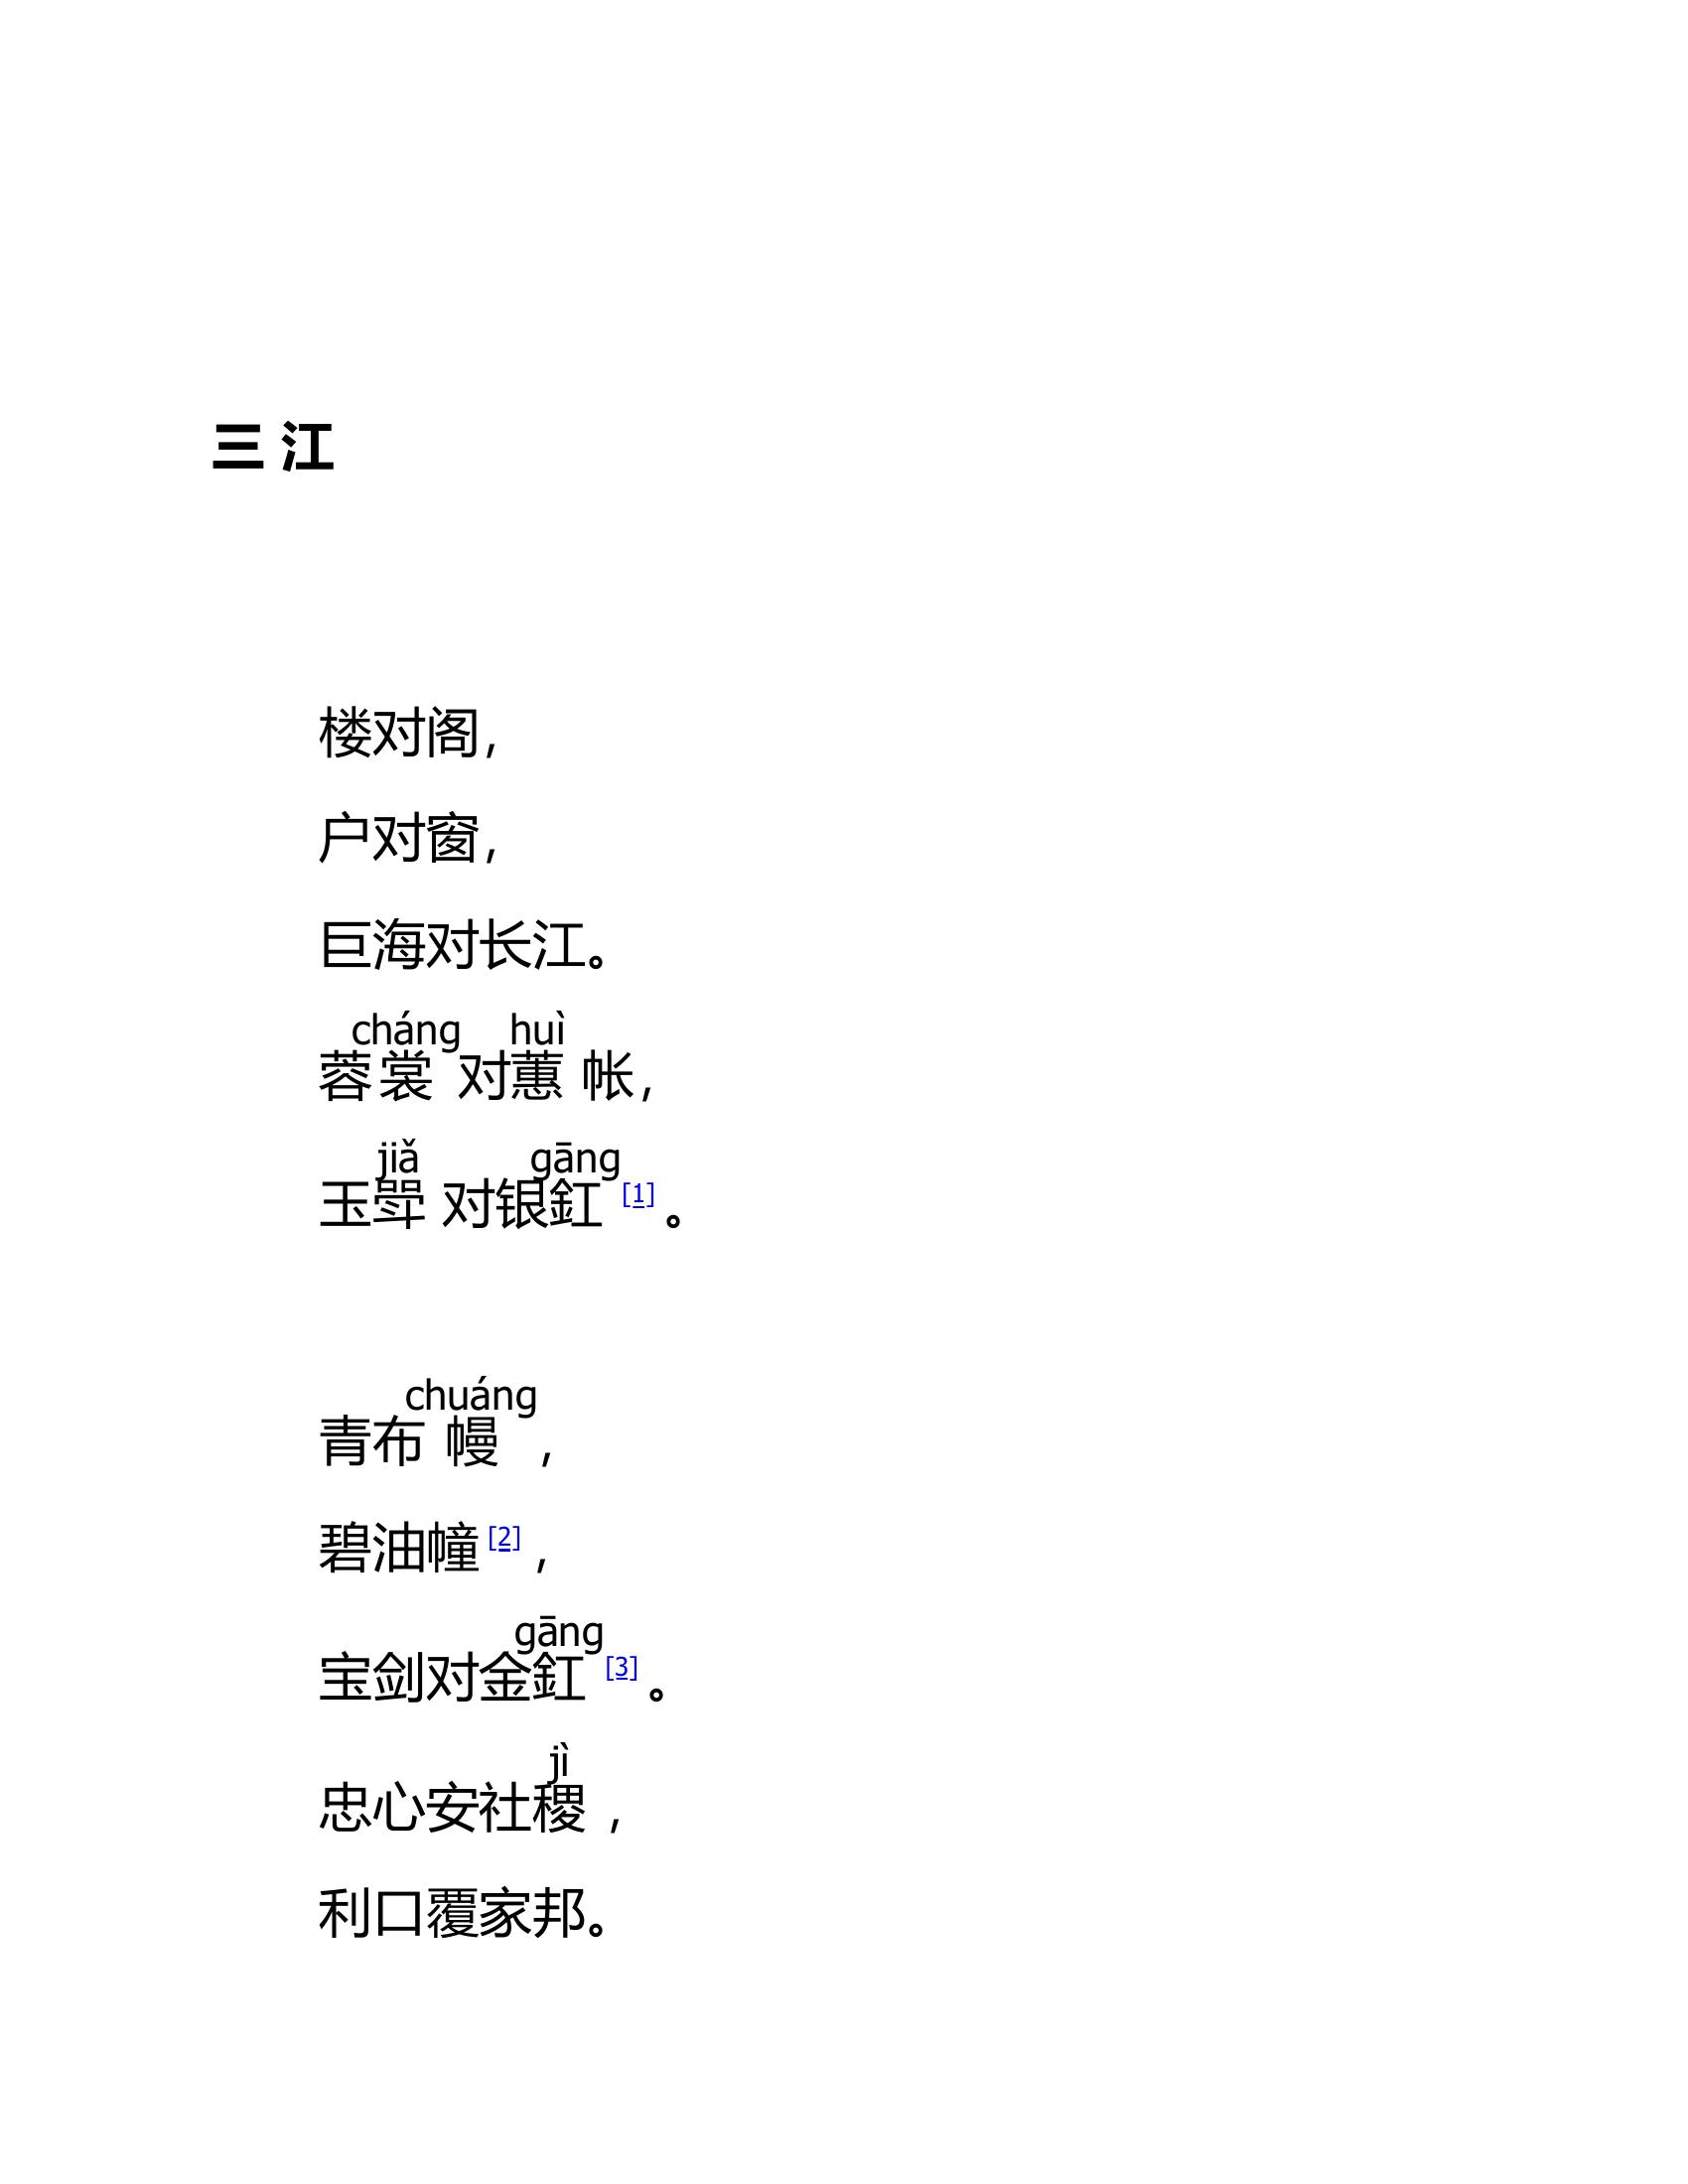 三 江
楼对阁，
户对窗，
巨海对长江。
cháng huì
蓉裳 对蕙 帐，
jiǎ gāng
玉斝 对银釭[1]。
chuáng
青布 幔 ，
碧油幢[2]，
gāng
宝剑对金釭[3]。
jì
忠心安社稷 ，
利口覆家邦。